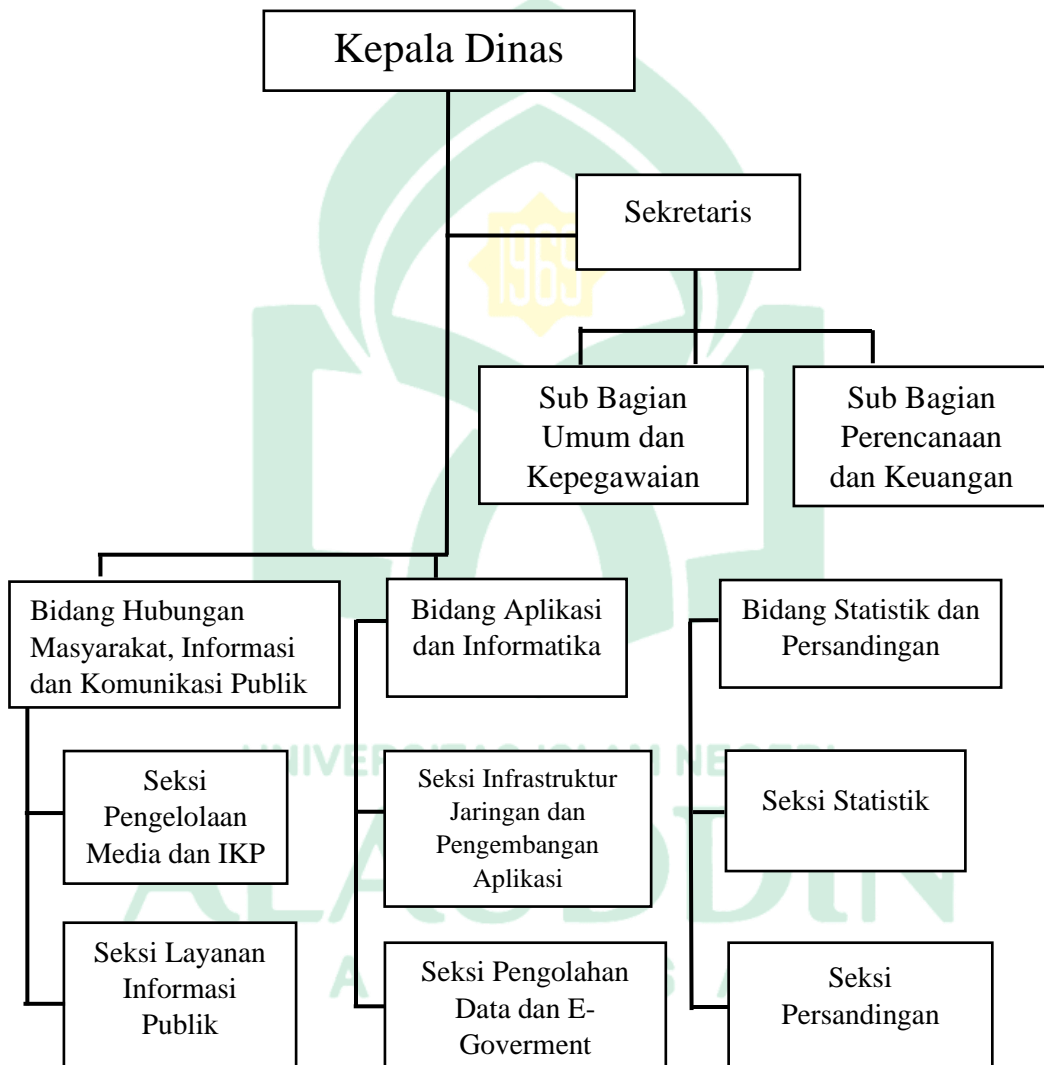 Kepala Dinas
Sekretaris
1965
Sub Bagian
Umum dan
Kepegawaian
Sub Bagian
Perencanaan
dan Keuangan
Bidang Hubungan
Masyarakat, Informasi
dan Komunikasi Publik
Bidang Aplikasi
dan Informatika
Bidang Statistik dan
Persandingan
Seksi
Pengelolaan
Media dan IKP
Seksi Infrastruktur
Jaringan dan
Pengembangan
Aplikasi
Seksi Statistik
Seksi Layanan
Informasi
Publik
Seksi Pengolahan
Data dan E-
Goverment
Seksi
Persandingan